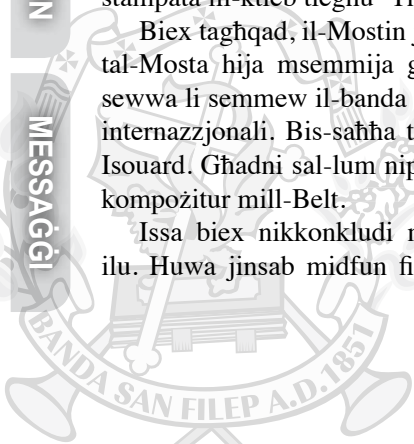 stampata fil-ktieb tiegħu
Biex tagħqad, il-Mostin
tal-Mosta hija msemmija
sewwa li semmew il-banda
internazzjonali. Bis-saħħa
Isouard. Għadni sal-lum
kompożitur mill-Belt.
Issa biex nikkonkludi
ilu. Huwa jinsab midfun
MESSAĠĠI
BANDA SAN FILEP A.D. 1851